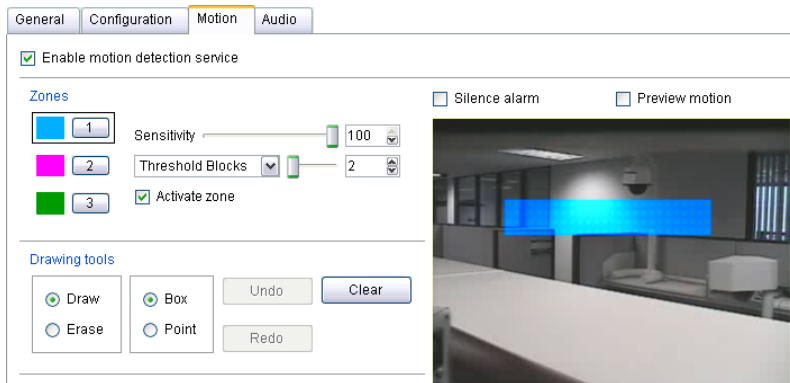 General Configuration Motion Audio
Enable motion detection service
Zones
Silence alarm Preview motion
1
Sensitivity 100
2
Threshold Blocks 2
3
Activate zone
Drawing tools
Draw Box Undo Clear
Erase Point Redo